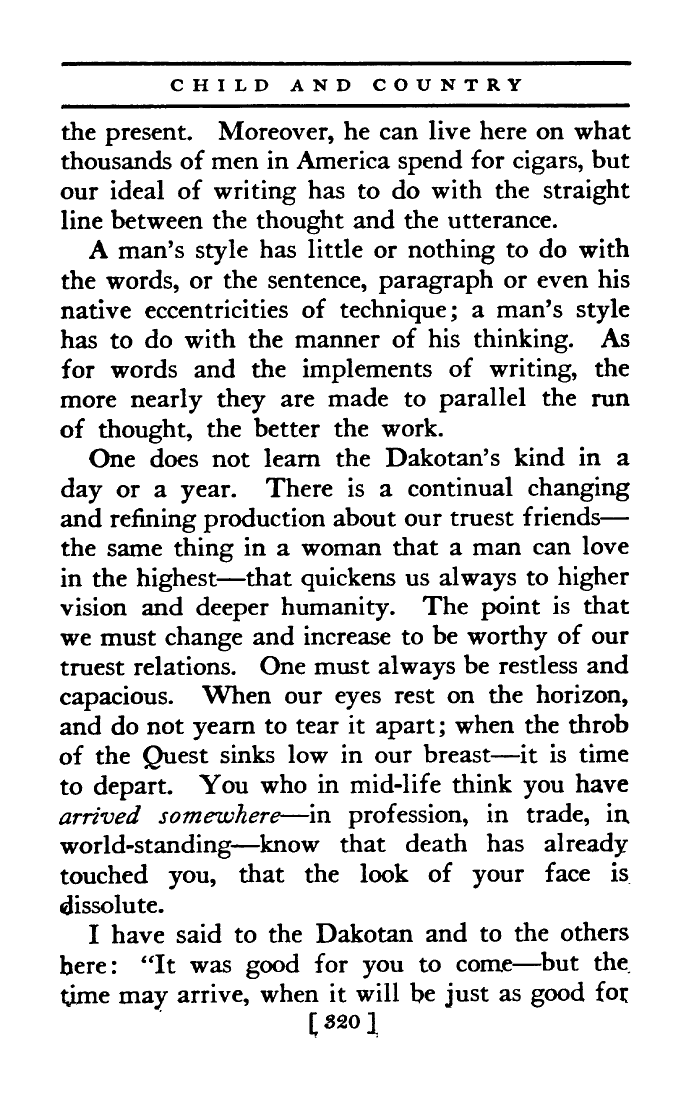 CHILD AND COUNTRY
the present. Moreover, he can live here on what
thousands of men in America spend for cigars, but
our ideal of writing has to do with the straight
line between the thought and the utterance.
A man's style has little or nothing to do with
the words, or the sentence, paragraph or even his
native eccentricities of technique; a man's style
has to do with the manner of his thinking. As
for words and the implements of writing, the
more nearly they are made to parallel the run
of thought, the better the work.
One does not learn the Dakotan's kind in a
day or a year. There is a continual changing
and refining production about our truest friends—
the same thing in a woman that a man can love
in the highest—that quickens us always to higher
vision and deeper humanity. The point is that
we must change and increase to be worthy of our
truest relations. One must always be restless and
capacious. When our eyes rest on the horizon,
and do not yearn to tear it apart; when the throb
of the Quest sinks low in our breast—it is time
to depart. You who in mid-life think you have
arrived somewhere—in profession, in trade, in
world-standing—know that death has already
touched you, that the look of your face is
dissolute.
I have said to the Dakotan and to the others
here: “It was good for you to come—but the
time may arrive, when it will be just as good for
[ 320 ]